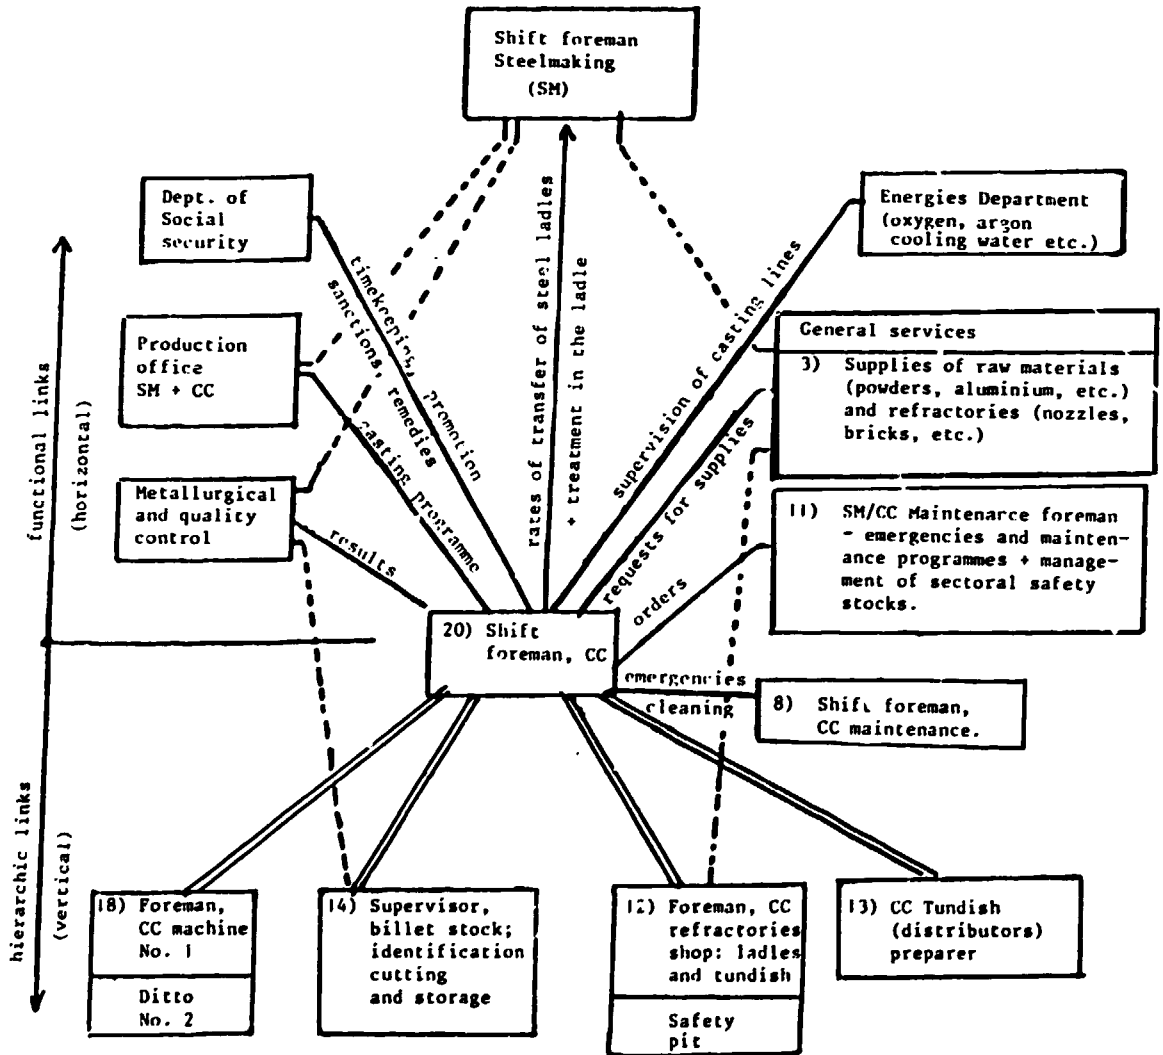 Shift foreman
Steelmaking
(SM)
Dept. of
Social
security
Energies Department
(oxygen, argon
cooling water etc.)
Production
office
SM + CC
General services
3) Supplies of raw materials
(powders, aluminium, etc.)
and refractories (nozzles,
bricks, etc.)
Metallurgical
and quality
control
11) SM/CC Maintenance foreman
- emergencies and mainten-
ance programmes + manage-
ment of sectoral safety
stocks.
functional links
(horizontal)
timekeeping, promotion
sanctions, remedies
casting programme
results
rates of transfer of steel ladles
+ treatment in the ladle
supervision of casting lines
requests for supplies
orders
20) Shift
foreman, CC
emergencies
cleaning
8) Shift foreman,
CC maintenance.
hierarchic links
(vertical)
18) Foreman,
CC machine
No. 1
Ditto
No. 2
14) Supervisor,
billet stock;
identification
cutting
and storage
12) Foreman, CC
refractories
shop: ladles
and tundish
Safety
pit
13) CC Tundish
(distributors)
preparer